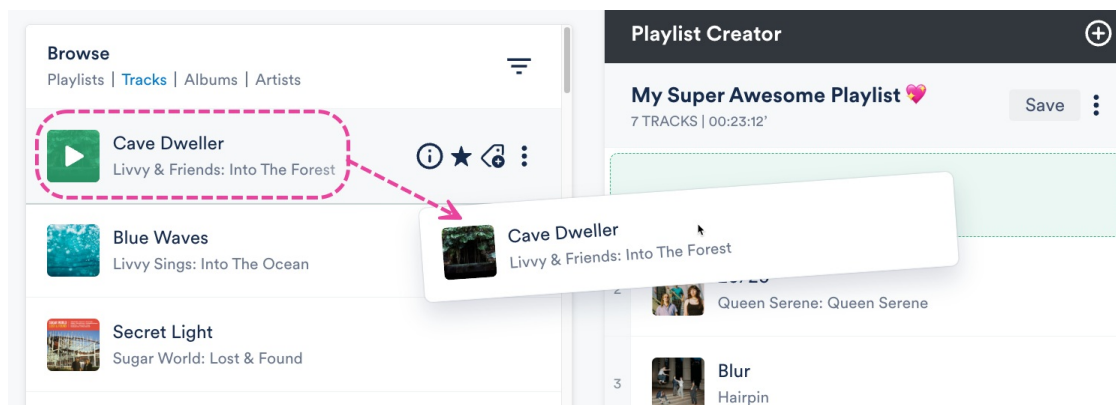 Browse
Playlists | Tracks | Albums | Artists
Cave Dweller
Livvy & Friends: Into The Forest
Blue Waves
Livvy Sings: Into The Ocean
Secret Light
Sugar World: Lost & Found
Cave Dweller
Livvy & Friends: Into The Forest
Playlist Creator
My Super Awesome Playlist 💖
7 TRACKS | 00:23:12’
Save
2
Queen Serene: Queen Serene
3
Blur
Hairpin